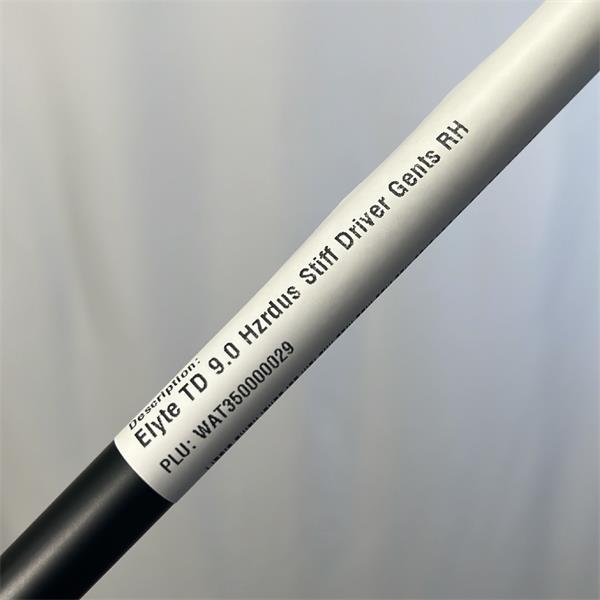 Description:
Elyte TD 9.0 Hzrdus Stiff Driver Gents RH
PLU: WAT350000029